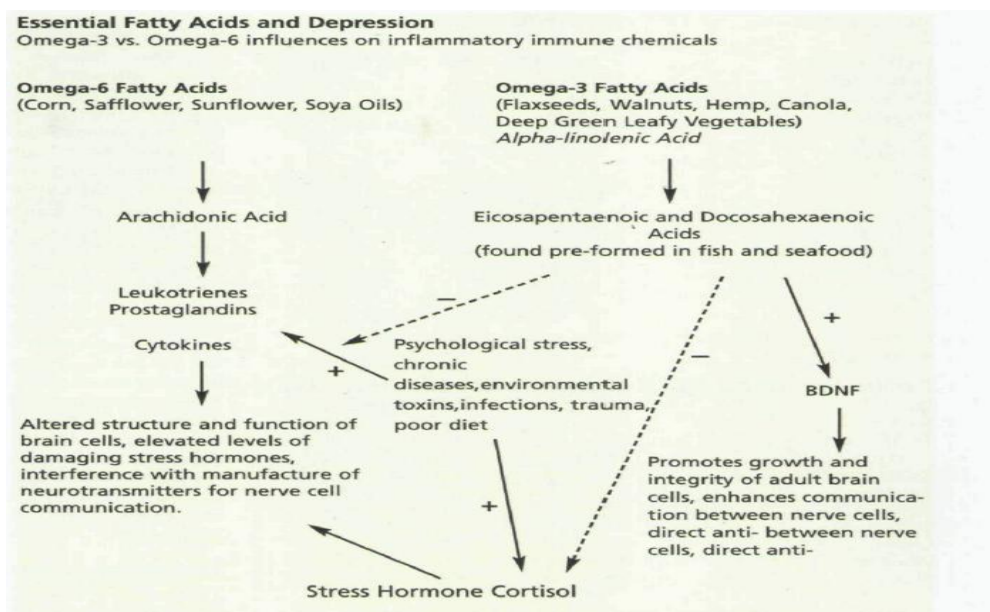 Essential Fatty Acids and Depression
Omega-3 vs. Omega-6 influences on inflammatory immune chemicals
Omega-6 Fatty Acids
(Corn, Safflower, Sunflower, Soya Oils)
Omega-3 Fatty Acids
(Flaxseeds, Walnuts, Hemp, Canola,
Deep Green Leafy Vegetables)
Alpha-linolenic Acid
Arachidonic Acid
Eicosapentaenoic and Docosahexaenoic
Acids
(found pre-formed in fish and seafood)
Leukotrienes
Prostaglandins
Cytokines
−
+
Psychological stress,
chronic
diseases,environmental
toxins,infections, trauma,
poor diet
−
+
BDNF
Altered structure and function of
brain cells, elevated levels of
damaging stress hormones,
interference with manufacture of
neurotransmitters for nerve cell
communication.
+
Promotes growth and
integrity of adult brain
cells, enhances communica-
tion between nerve cells,
direct anti- between nerve
cells, direct anti-
Stress Hormone Cortisol